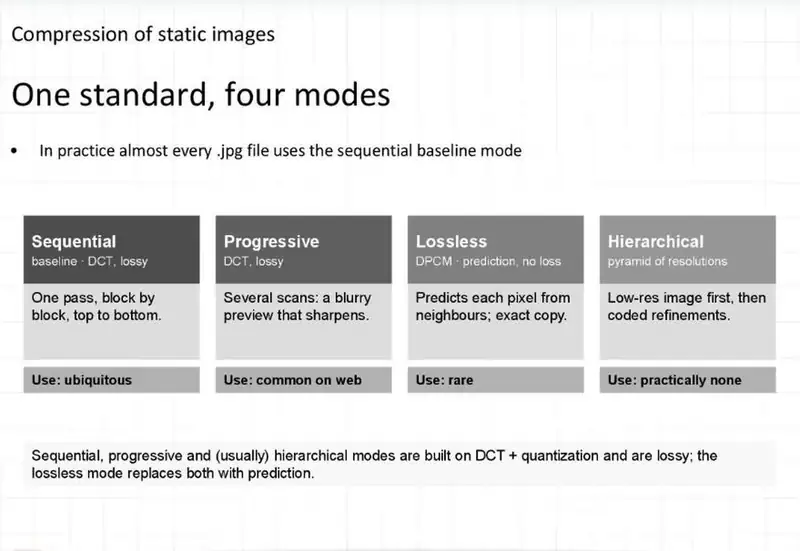 Compression of static images
One standard, four modes
• In practice almost every .jpg file uses the sequential baseline mode
Sequential
baseline · DCT, lossy
One pass, block by
block, top to bottom.
Use: ubiquitous
Progressive
DCT, lossy
Several scans: a blurry
preview that sharpens.
Use: common on web
Lossless
DPCM · prediction, no loss
Predicts each pixel from
neighbours; exact copy.
Use: rare
Hierarchical
pyramid of resolutions
Low-res image first, then
coded refinements.
Use: practically none
Sequential, progressive and (usually) hierarchical modes are built on DCT + quantization and are lossy; the
lossless mode replaces both with prediction.